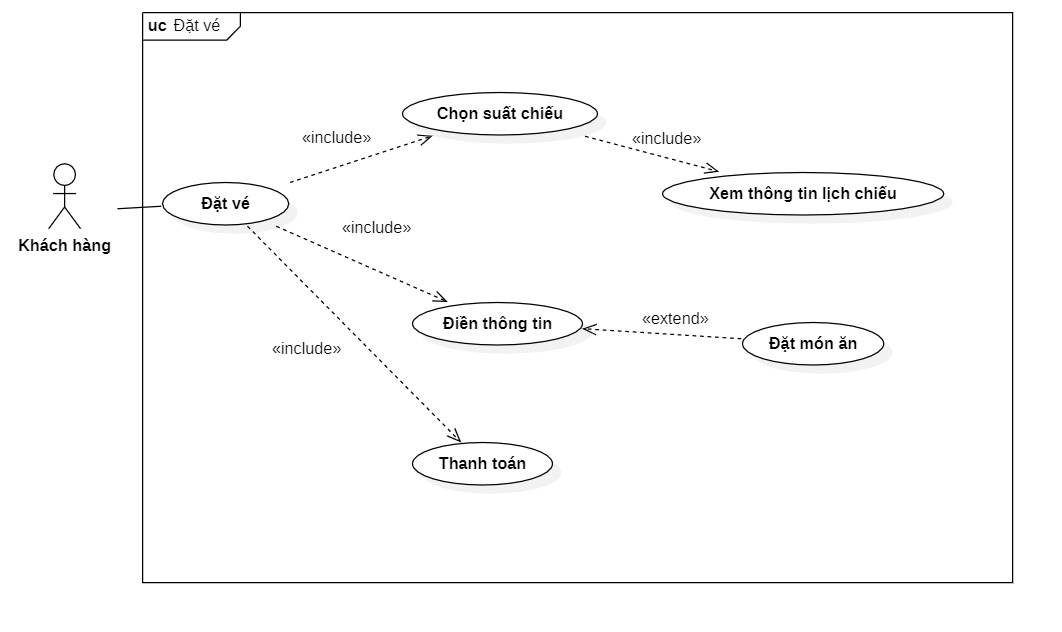 uc Đặt vé
Chọn suất chiếu
«include»
«include»
Xem thông tin lịch chiếu
Đặt vé
Khách hàng
«include»
Điền thông tin
«extend»
Đặt món ăn
«include»
Thanh toán